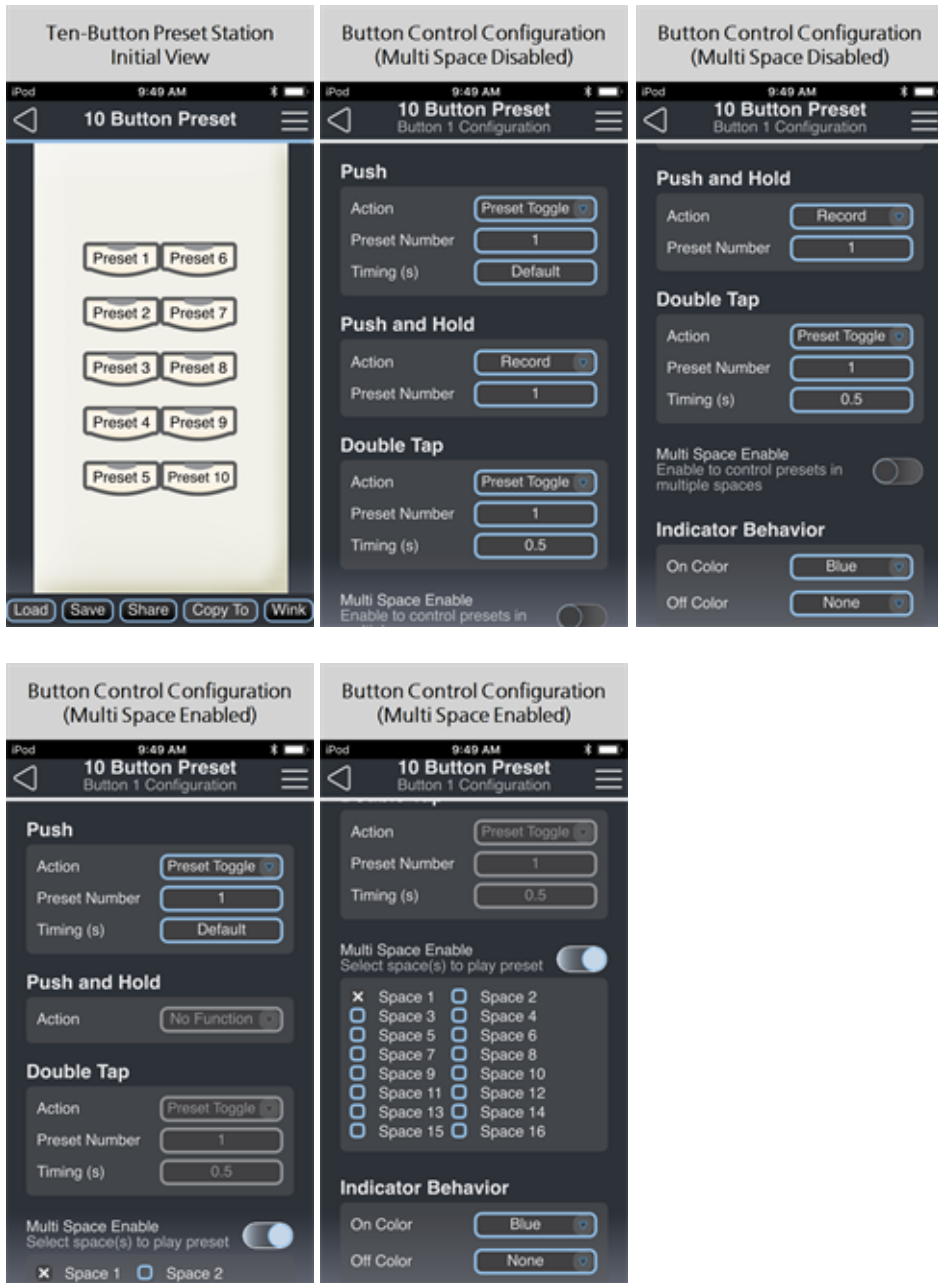 Ten-Button Preset Station
Initial View
iPod 9:49 AM
10 Button Preset
Preset 1 Preset 6
Preset 2 Preset 7
Preset 3 Preset 8
Preset 4 Preset 9
Preset 5 Preset 10
Load Save Share Copy To Wink
Button Control Configuration
(Multi Space Disabled)
iPod 9:49 AM
10 Button Preset
Button 1 Configuration
Push
Action Preset Toggle
Preset Number 1
Timing (s) Default
Push and Hold
Action Record
Preset Number 1
Double Tap
Action Preset Toggle
Preset Number 1
Timing (s) 0.5
Multi Space Enable
Enable to control presets in
Button Control Configuration
(Multi Space Disabled)
iPod 9:49 AM
10 Button Preset
Button 1 Configuration
Push and Hold
Action Record
Preset Number 1
Double Tap
Action Preset Toggle
Preset Number 1
Timing (s) 0.5
Multi Space Enable
Enable to control presets in
multiple spaces
Indicator Behavior
On Color Blue
Off Color None
Button Control Configuration
(Multi Space Enabled)
iPod 9:49 AM
10 Button Preset
Button 1 Configuration
Push
Action Preset Toggle
Preset Number 1
Timing (s) Default
Push and Hold
Action No Function
Double Tap
Action Preset Toggle
Preset Number 1
Timing (s) 0.5
Multi Space Enable
Select space(s) to play preset
Space 1 Space 2
Button Control Configuration
(Multi Space Enabled)
iPod 9:49 AM
10 Button Preset
Button 1 Configuration
Action Preset Toggle
Preset Number 1
Timing (s) 0.5
Multi Space Enable
Select space(s) to play preset
Space 1 Space 2
Space 3 Space 4
Space 5 Space 6
Space 7 Space 8
Space 9 Space 10
Space 11 Space 12
Space 13 Space 14
Space 15 Space 16
Indicator Behavior
On Color Blue
Off Color None